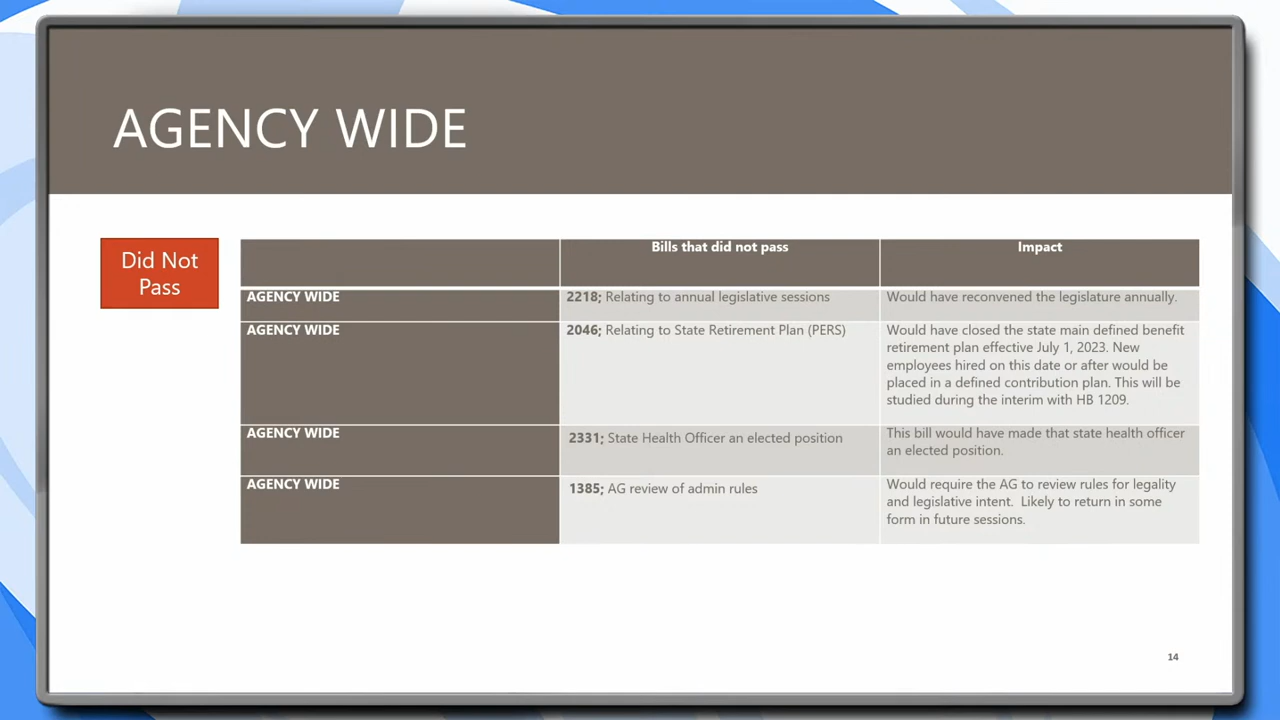 AGENCY WIDE
Did Not
Pass
Bills that did not pass
Impact
AGENCY WIDE
2218; Relating to annual legislative sessions
Would have reconvened the legislature annually.
AGENCY WIDE
2046; Relating to State Retirement Plan (PERS)
Would have closed the state main defined benefit
retirement plan effective July 1, 2023. New
employees hired on this date or after would be
placed in a defined contribution plan. This will be
studied during the interim with HB 1209.
AGENCY WIDE
2331; State Health Officer an elected position
This bill would have made that state health officer
an elected position.
AGENCY WIDE
1385; AG review of admin rules
Would require the AG to review rules for legality
and legislative intent.  Likely to return in some
form in future sessions.
14